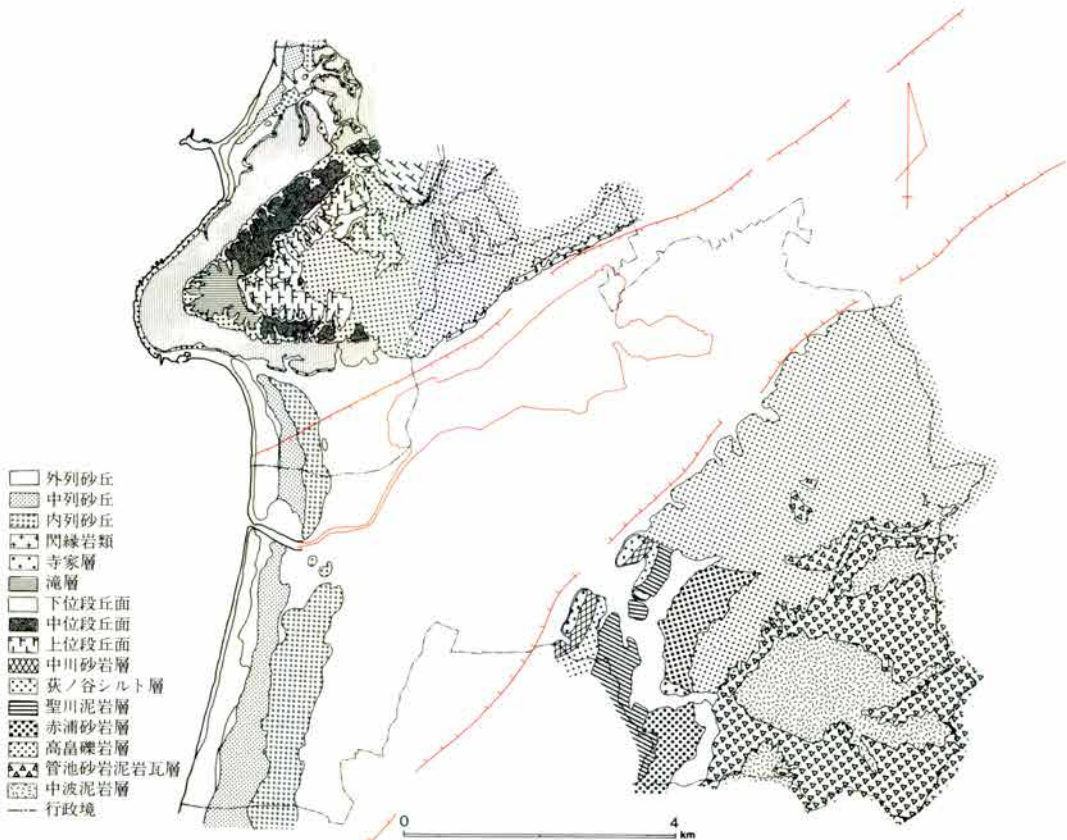 外列砂丘
中列砂丘
内列砂丘
閃緑岩類
寺家層
滝層
下位段丘面
中位段丘面
上位段丘面
中川砂岩層
荻ノ谷シルト層
聖川泥岩層
赤浦砂岩層
高畠礫岩層
管池砂岩泥岩瓦層
中波泥岩層
行政境
0 4
km